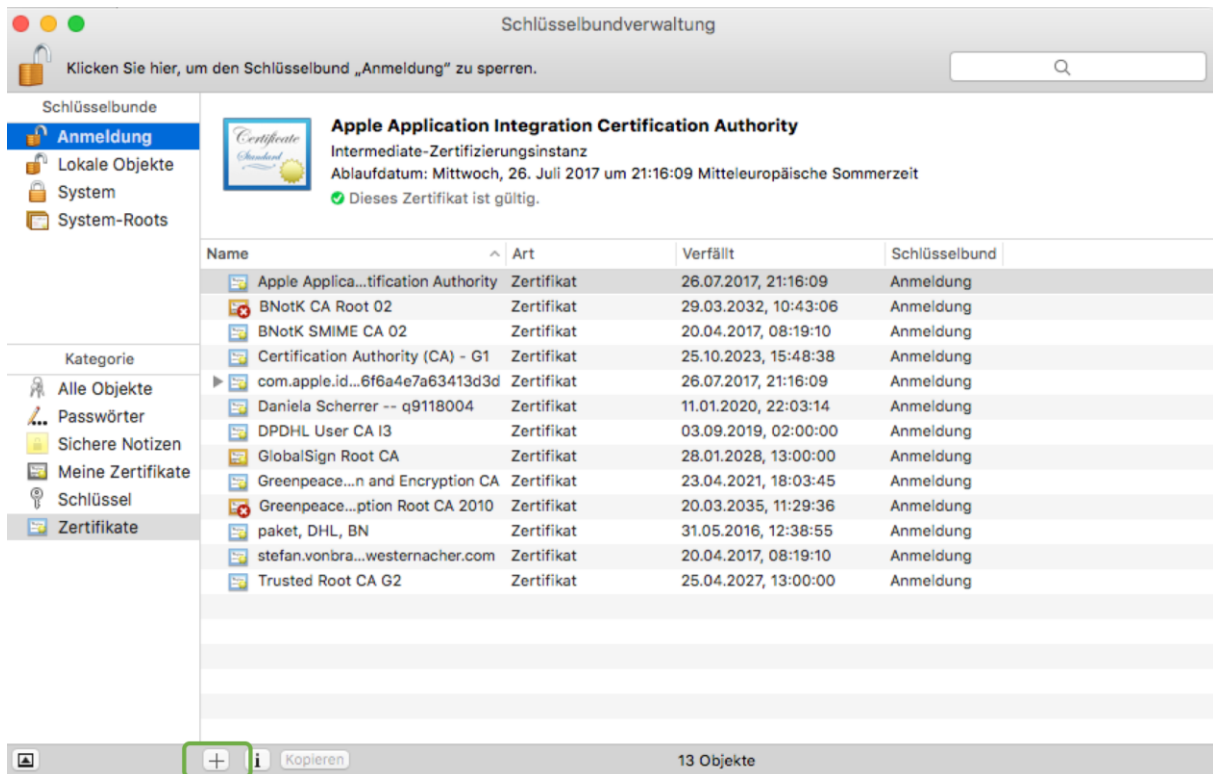 Schlüsselbundverwaltung
Klicken Sie hier, um den Schlüsselbund „Anmeldung“ zu sperren.
Schlüsselbunde
Anmeldung
Lokale Objekte
System
System-Roots
Certificate
Standard
Apple Application Integration Certification Authority
Intermediate-Zertifizierungsinstanz
Ablaufdatum: Mittwoch, 26. Juli 2017 um 21:16:09 Mitteleuropäische Sommerzeit
Dieses Zertifikat ist gültig.
Name Art Verfällt Schlüsselbund
Apple Applica...tification Authority Zertifikat 26.07.2017, 21:16:09 Anmeldung
BNotK CA Root 02 Zertifikat 29.03.2032, 10:43:06 Anmeldung
BNotK SMIME CA 02 Zertifikat 20.04.2017, 08:19:10 Anmeldung
Certification Authority (CA) - G1 Zertifikat 25.10.2023, 15:48:38 Anmeldung
com.apple.id...6f6a4e7a63413d3d Zertifikat 26.07.2017, 21:16:09 Anmeldung
Daniela Scherrer -- q9118004 Zertifikat 11.01.2020, 22:03:14 Anmeldung
DPDHL User CA I3 Zertifikat 03.09.2019, 02:00:00 Anmeldung
GlobalSign Root CA Zertifikat 28.01.2028, 13:00:00 Anmeldung
Greenpeace...n and Encryption CA Zertifikat 23.04.2021, 18:03:45 Anmeldung
Greenpeace...ption Root CA 2010 Zertifikat 20.03.2035, 11:29:36 Anmeldung
paket, DHL, BN Zertifikat 31.05.2016, 12:38:55 Anmeldung
stefan.vonbra...westernacher.com Zertifikat 20.04.2017, 08:19:10 Anmeldung
Trusted Root CA G2 Zertifikat 25.04.2027, 13:00:00 Anmeldung
Kategorie
Alle Objekte
Passwörter
Sichere Notizen
Meine Zertifikate
Schlüssel
Zertifikate
+ i Kopieren 13 Objekte